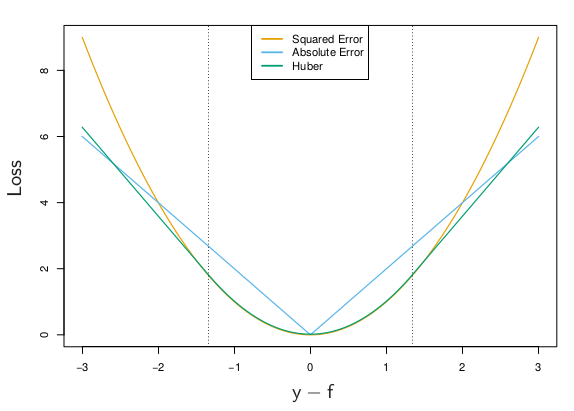 Squared Error
Absolute Error
Huber
Loss
8
6
4
2
0
−3 −2 −1 0 1 2 3
y − f